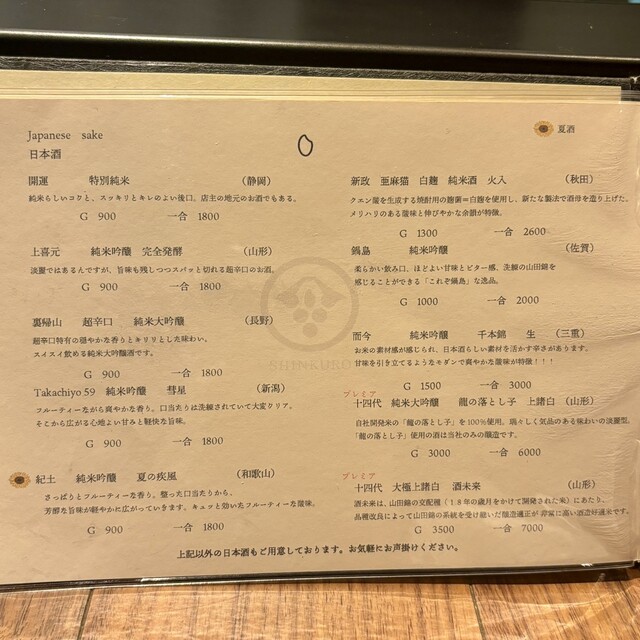 Japanese sake
日本酒
開運 特別純米 (静岡)
純米らしいコクと、スッキリとキレのよい後口。店主の地元のお酒でもある。
G 900 一合 1800
上喜元 純米吟醸 完全発酵 (山形)
淡麗ではあるんですが、旨味も残しつつスパッと切れる超辛口のお酒。
G 900 一合 1800
裏帰山 超辛口 純米大吟醸 (長野)
超辛口特有の穏やかな香りとキリリとした味わい。
スイスイ飲める純米大吟醸酒です。
G 900 一合 1800
Takachiyo 59 純米吟醸 彗星 (新潟)
フルーティーながら爽やかな香り。口当たりは洗練されていて大変クリア。
そこから広がる心地よい甘みと軽快な旨味。
G 900 一合 1800
紀土 純米吟醸 夏の疾風 (和歌山)
さっぱりとフルーティーな香り。整った口当たりから、
芳醇な旨味が軽やかに広がっていきます。キュッと効いたフルーティーな酸味。
G 900 一合 1800
夏酒
新政 亜麻猫 白麹 純米酒 火入 (秋田)
クエン酸を生成する焼酎用の麹菌=白麹を使用し、新たな製法で酒母を造り上げた。
メリハリのある酸味と伸びやかな余韻が特徴。
G 1300 一合 2600
鍋島 純米吟醸 (佐賀)
柔らかい飲み口、ほどよい甘味とビター感、洗練の山田錦を
感じることができる「これぞ鍋島」な逸品。
G 1000 一合 2000
而今 純米吟醸 千本錦 生 (三重)
お米の素材感が感じられ、日本酒らしい素材を活かす辛さがあります。
甘味を引き立てるようなモダンで爽やかな酸味が特徴!!!
G 1500 一合 3000
プレミア
十四代 純米大吟醸 龍の落とし子 上諸白 (山形)
自社開発米の「龍の落とし子」を100%使用。瑞々しく気品のある味わいの淡麗型。
「龍の落とし子」使用の酒は当社のみの醸造です。
G 3000 一合 6000
プレミア
十四代 大極上諸白 酒未来 (山形)
酒未来は、山田錦の交配種(18年の歳月をかけて開発された米)にあたり、
品種改良によって山田錦の系統を受け継いだ醸造適正が非常に高い酒造好適米です。
G 3500 一合 7000
上記以外の日本酒もご用意しております。お気軽にお声掛けください。
SHINKURO